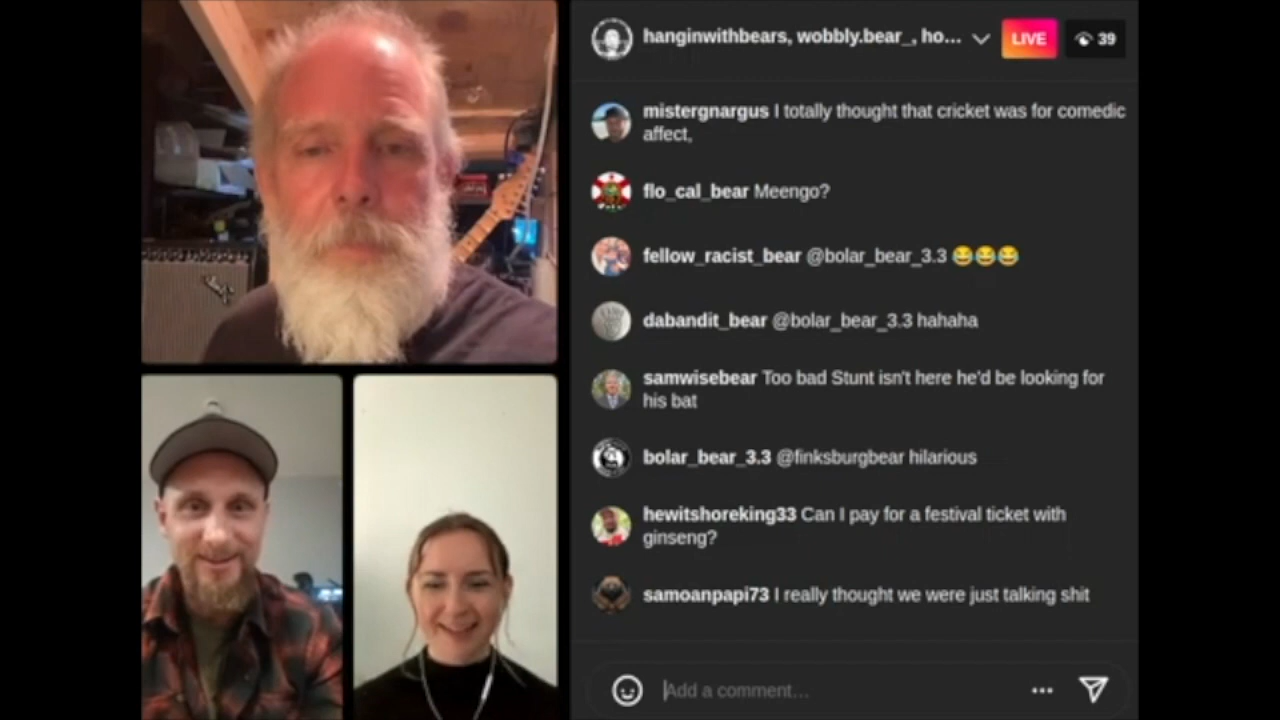 hanginwithbears, wobbly.bear_, ho...
LIVE
39
mistergnargus I totally thought that cricket was for comedic
affect,
flo_cal_bear Meengo?
fellow_racist_bear @bolar_bear_3.3 😂😂😂
dabandit_bear @bolar_bear_3.3 hahaha
samwisebear Too bad Stunt isn't here he'd be looking for
his bat
bolar_bear_3.3 @finksburgbear hilarious
hewitshoreking33 Can I pay for a festival ticket with
ginseng?
samoanpapi73 I really thought we were just talking shit
Add a comment...